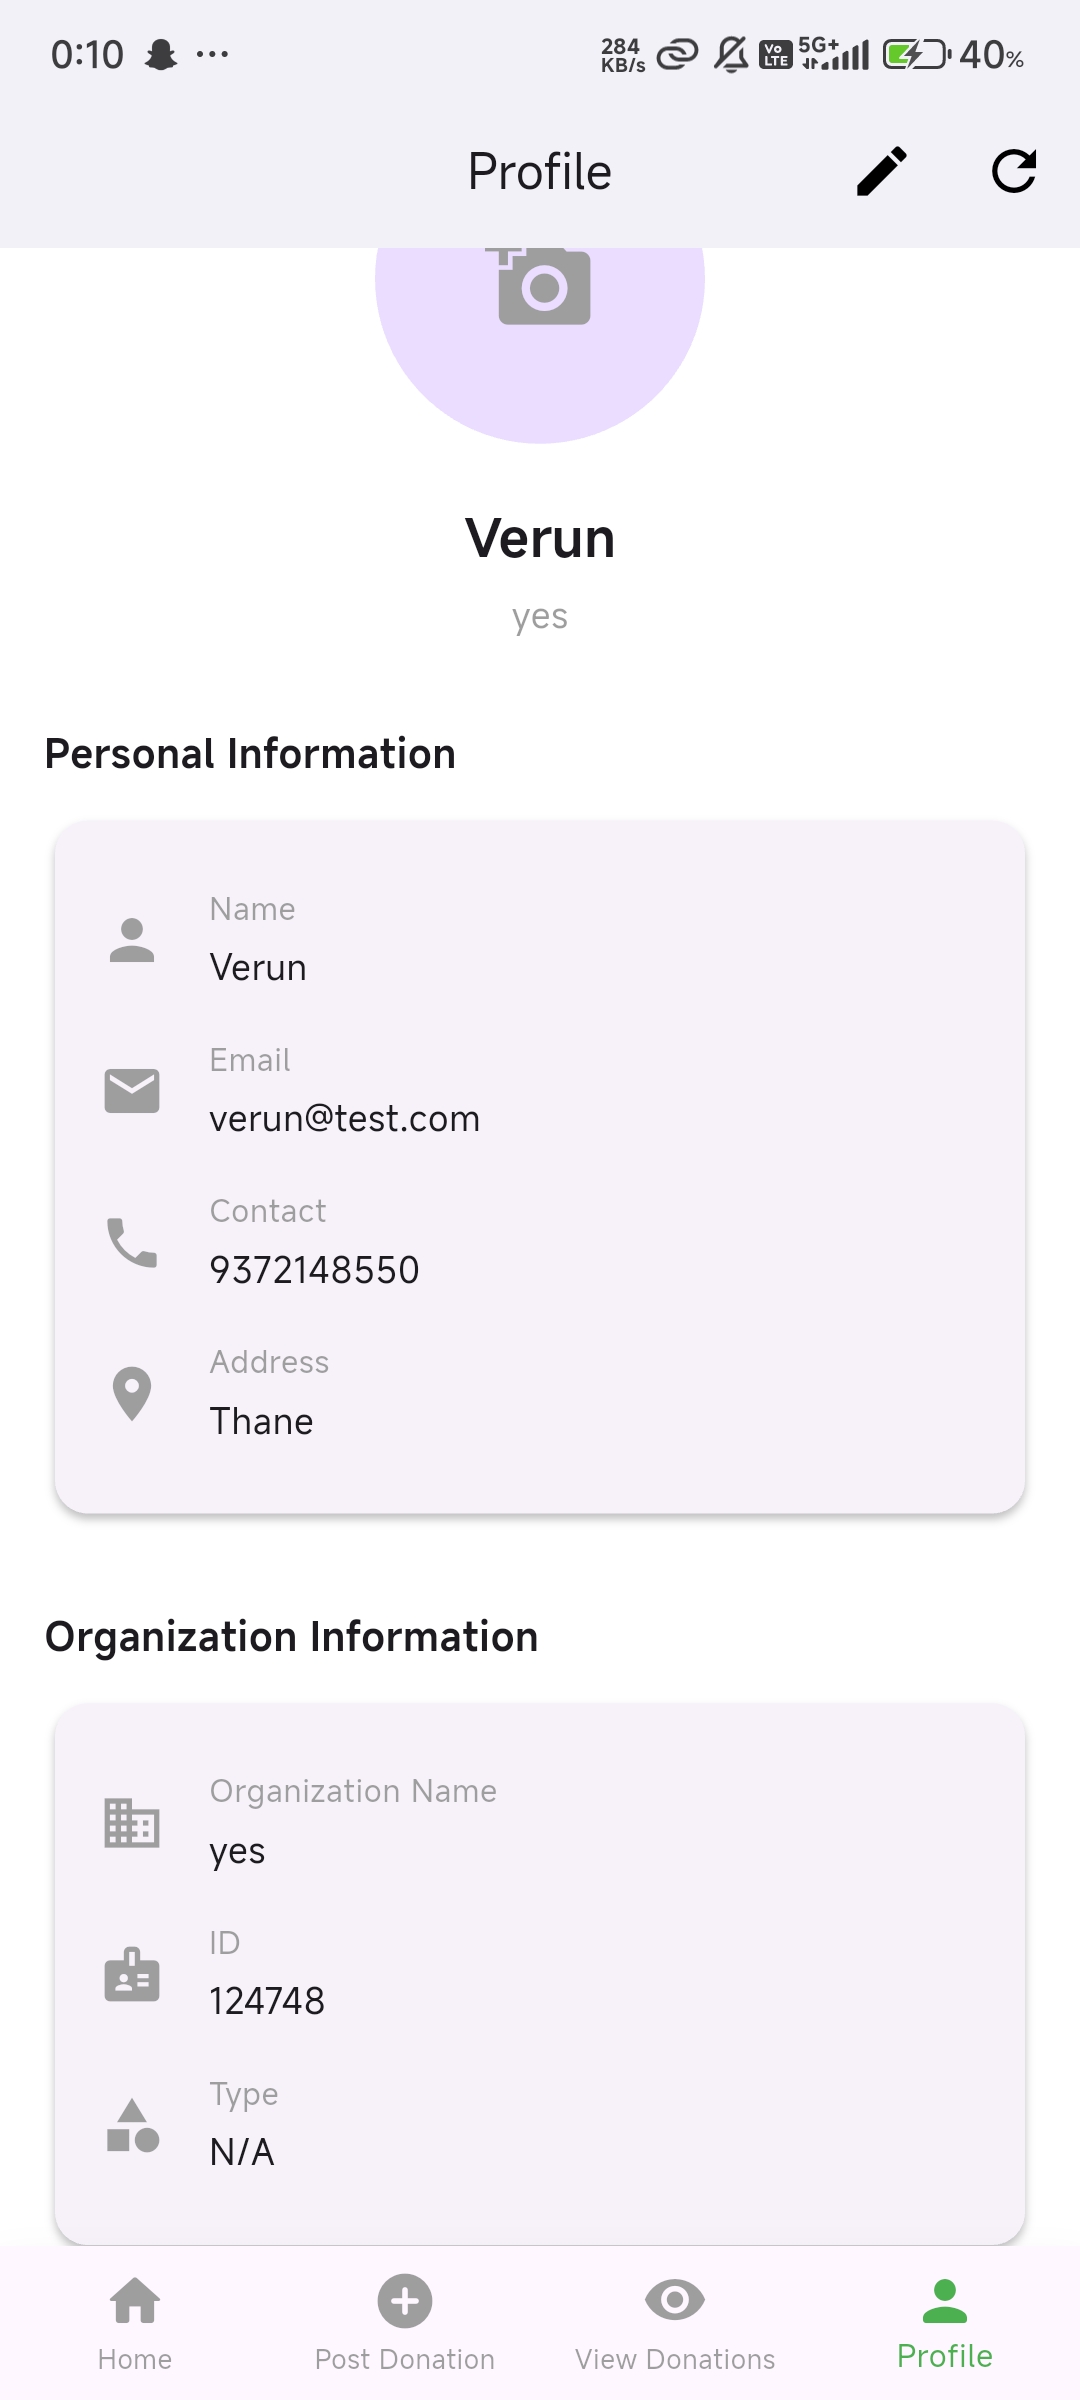 0:10 ... 284 KB/s Vo LTE 5G+ 40%
Profile
Verun
yes
Personal Information
Name
Verun
Email
verun@test.com
Contact
9372148550
Address
Thane
Organization Information
Organization Name
yes
ID
124748
Type
N/A
Home Post Donation View Donations Profile